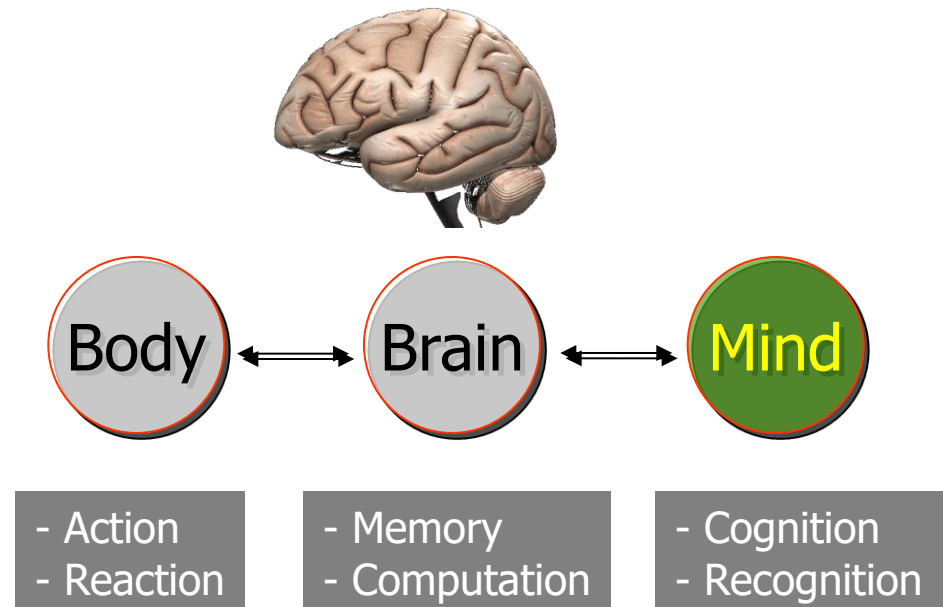 Body
Brain
Mind
- Action
- Reaction
- Memory
- Computation
- Cognition
- Recognition